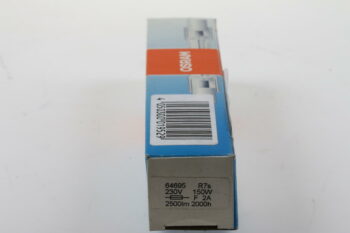 OSRAM
64695 R7s
230V 150W
F 2A
2500lm 2000h